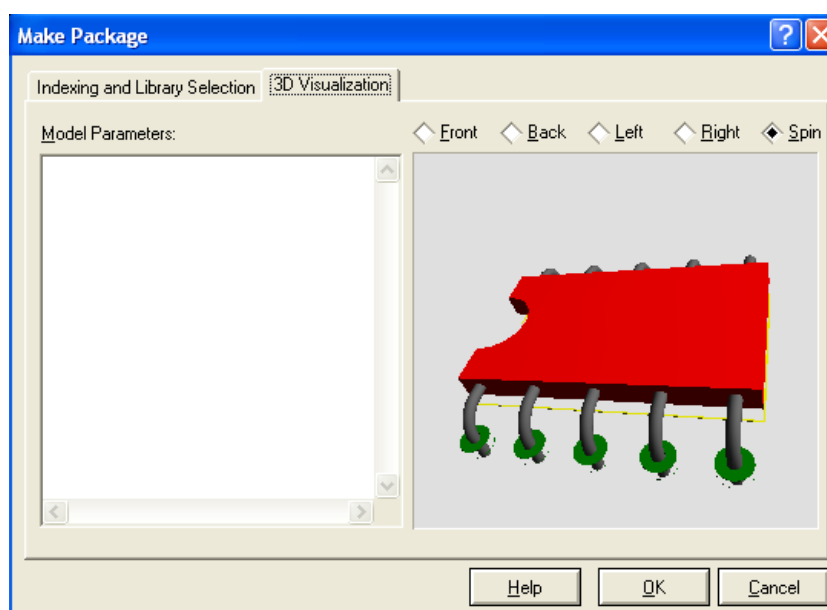 Make Package
Indexing and Library Selection 3D Visualization
Model Parameters: Front Back Left Right Spin
Help OK Cancel